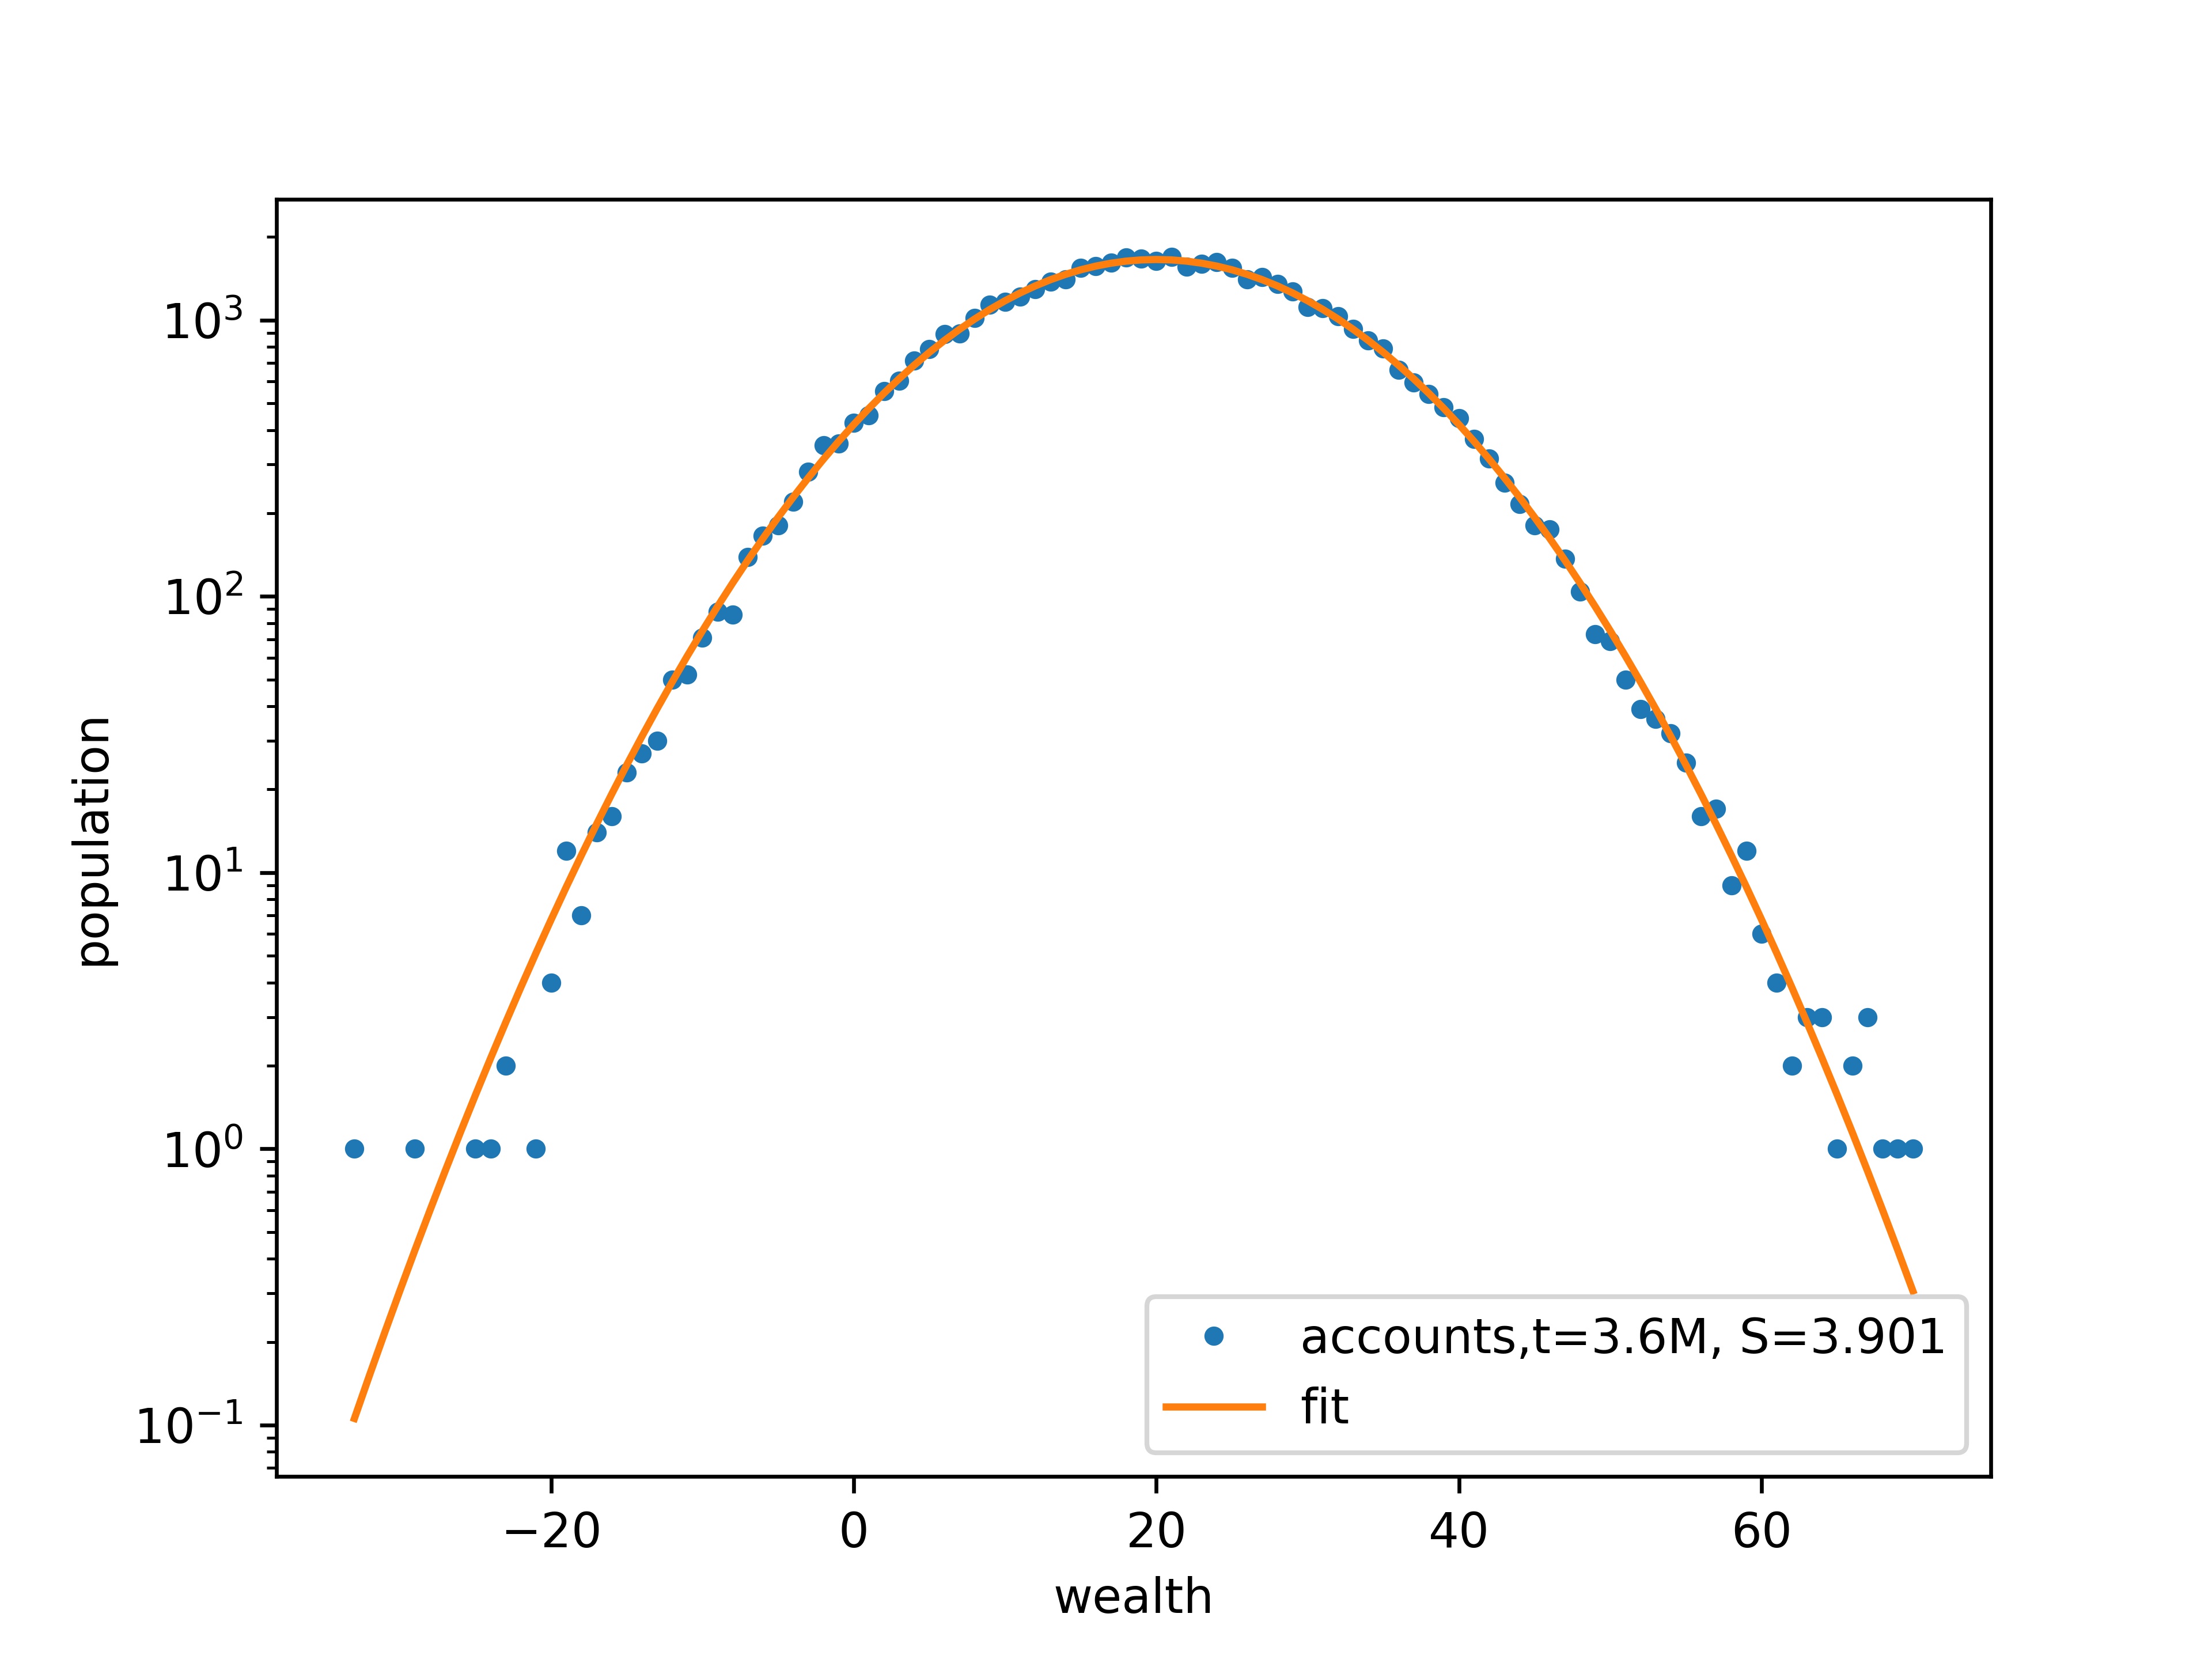 10³
10²
10¹
10⁰
10⁻¹
population
−20
0
20
40
60
wealth
accounts,t=3.6M, S=3.901
fit